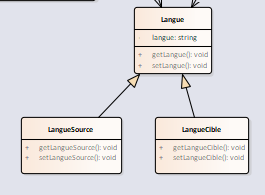 Langue
langue: string
+ getLangue(): void
+ setLangue(): void
LangueSource
+ getLangueSource(): void
+ setLangueSource(): void
LangueCible
+ getLangueCible(): void
+ setLangueCible(): void